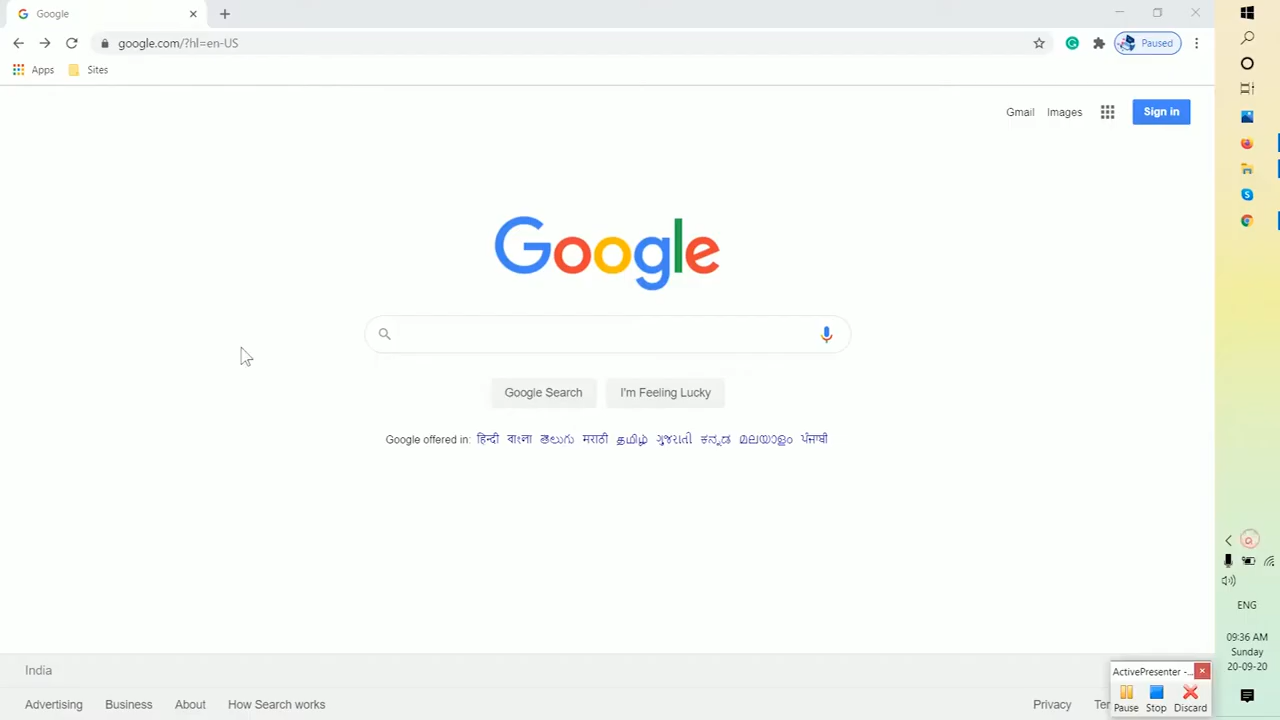 Google
google.com/?hl=en-US
Paused
Apps Sites
Gmail Images Sign in
Google
Google Search I'm Feeling Lucky
Google offered in: हिन्दी বাংলা తెలుగు मराठी தமிழ் ગુજરાતી ಕನ್ನಡ മലയാളം ਪੰਜਾਬੀ
India
Advertising Business About How Search works Privacy
ActivePresenter -...
Pause Stop Discard
ENG
09:36 AM
Sunday
20-09-20